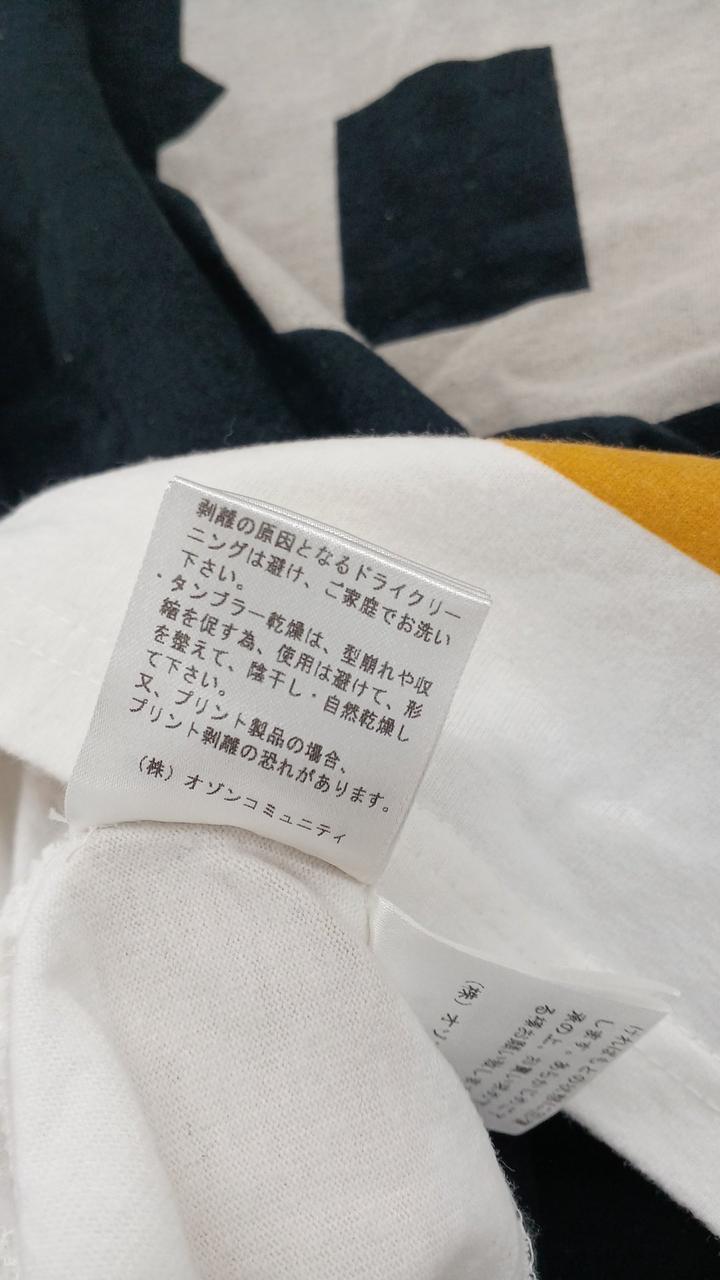 剥離の原因となるドライクリー
ニングは避け、ご家庭でお洗い
下さい。
・タンブラー乾燥は、型崩れや収
縮を促す為、使用は避けて、形
を整えて、陰干し・自然乾燥し
て下さい。
又、プリント製品の場合、
プリント剥離の恐れがあります。
（株）オゾンコミュニティ
（株）オゾ